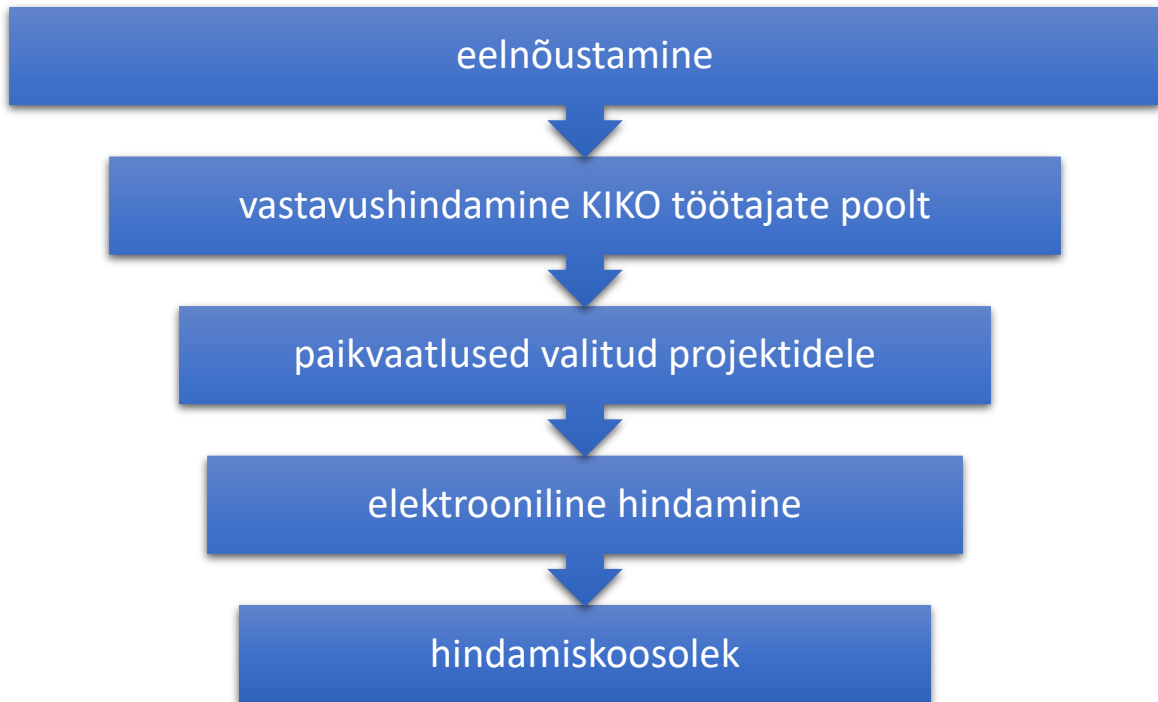 eelnõustamine
vastavushindamine KIKO töötajate poolt
paikvaatlused valitud projektidele
elektrooniline hindamine
hindamiskoosolek